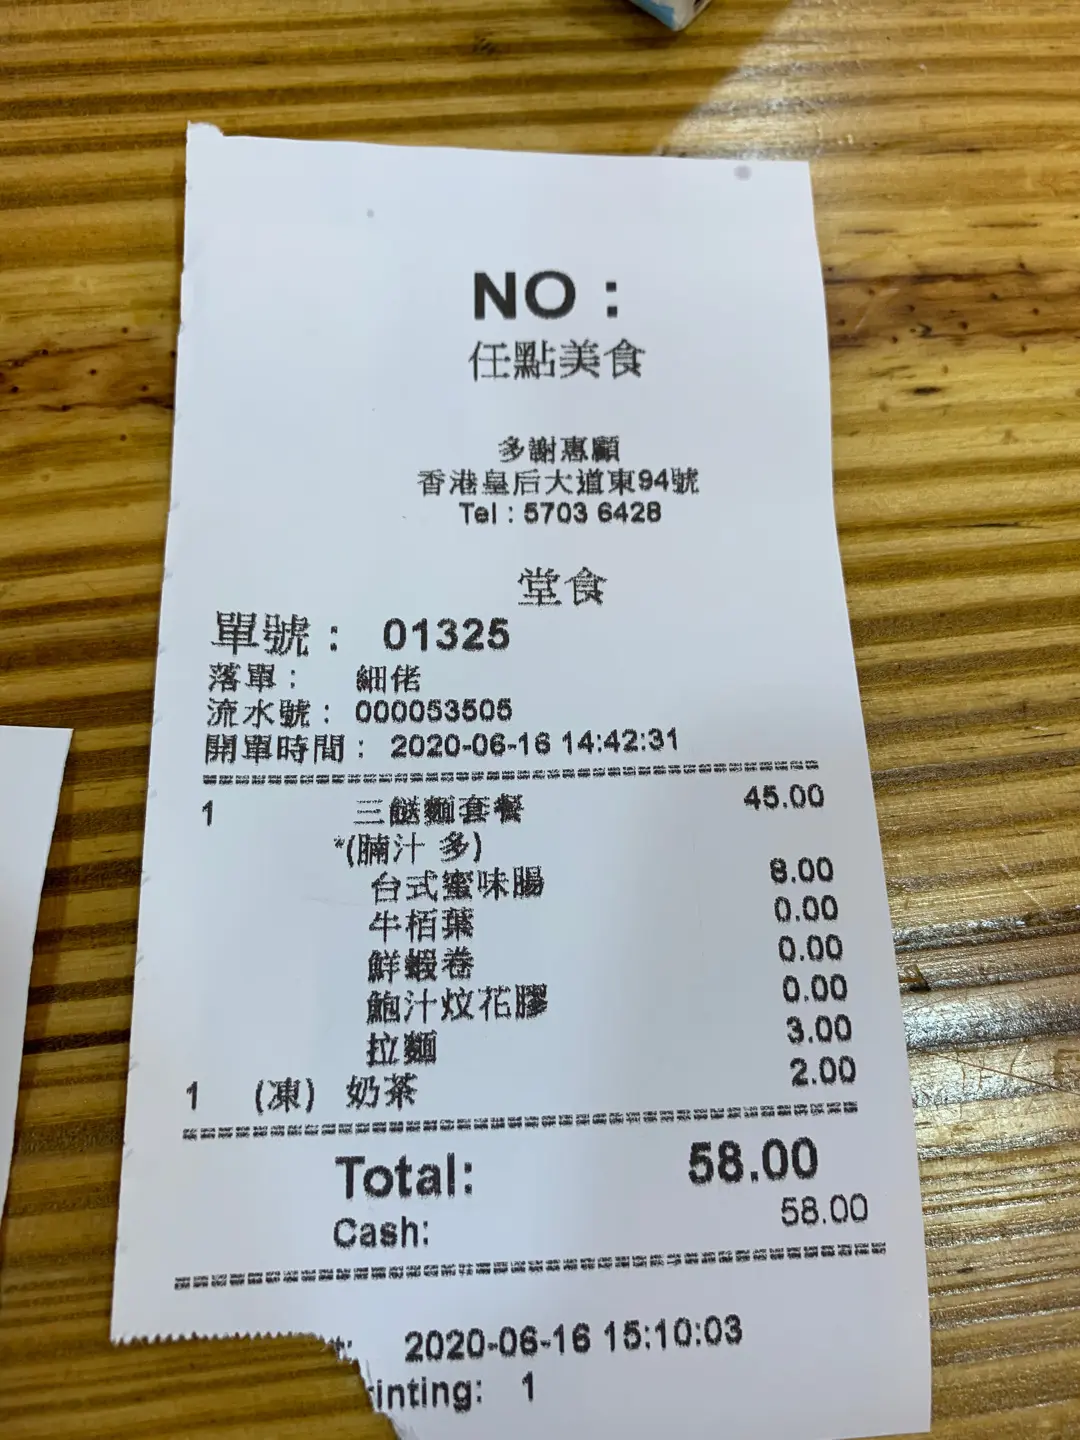 NO :
任點美食
多謝惠顧
香港皇后大道東94號
Tel : 5703 6428
堂食
單號： 01325
落單： 細佬
流水號： 000053505
開單時間： 2020-06-16 14:42:31
1 三餸麵套餐 45.00
*(腩汁 多)
台式蜜味腸 8.00
牛栢葉 0.00
鮮蝦卷 0.00
鮑汁炆花膠 0.00
拉麵 3.00
1 (凍) 奶茶 2.00
Total: 58.00
Cash: 58.00
t: 2020-06-16 15:10:03
rinting: 1